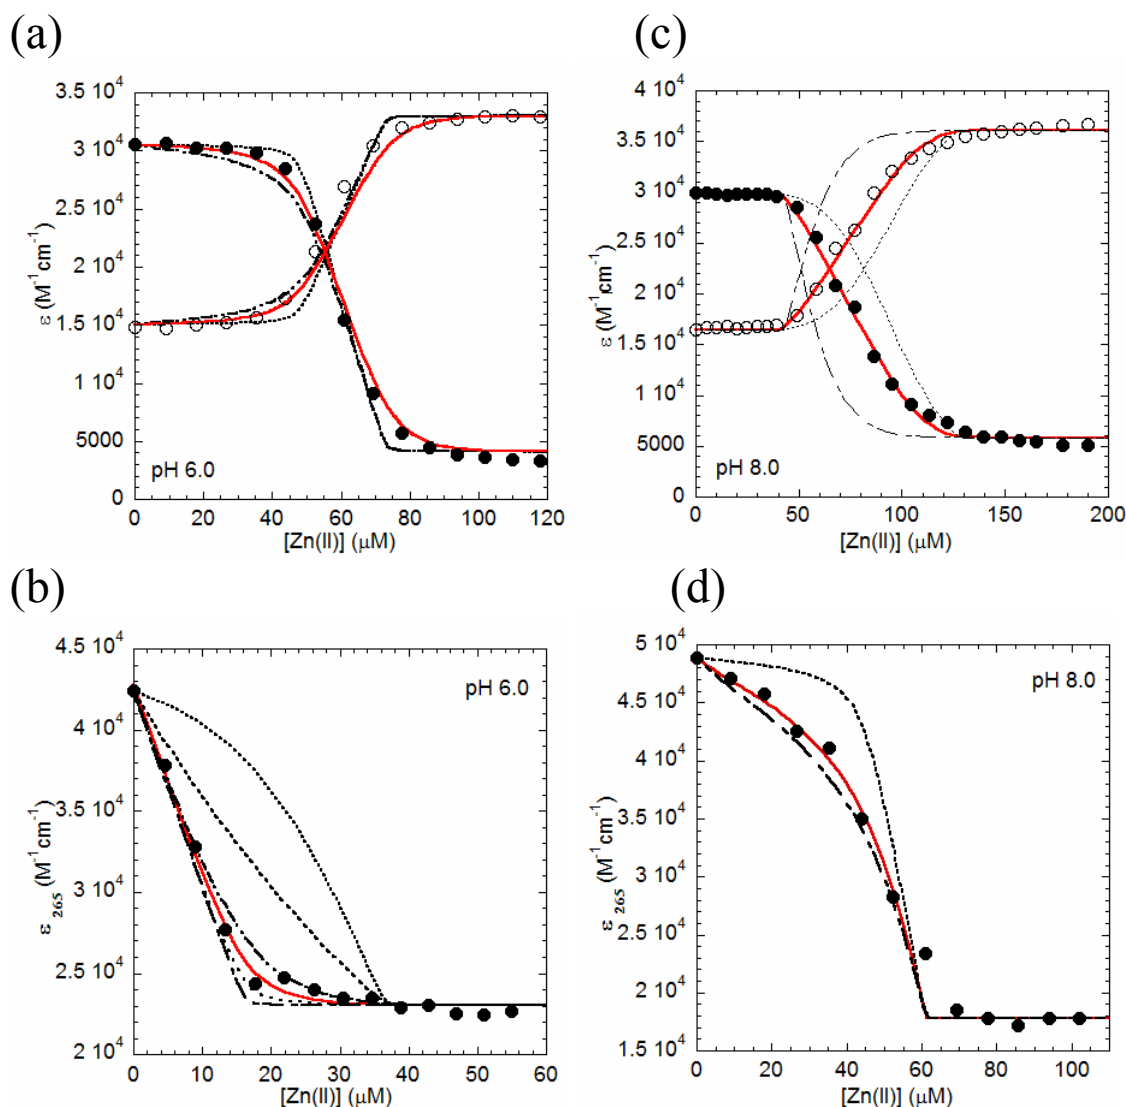 (a)
3.5 10⁴
3 10⁴
2.5 10⁴
2 10⁴
1.5 10⁴
1 10⁴
5000
0
ε (M⁻¹cm⁻¹)
pH 6.0
0 20 40 60 80 100 120
[Zn(II)] (μM)
(c)
4 10⁴
3.5 10⁴
3 10⁴
2.5 10⁴
2 10⁴
1.5 10⁴
1 10⁴
5000
0
ε (M⁻¹cm⁻¹)
pH 8.0
0 50 100 150 200
[Zn(II)] (μM)
(b)
4.5 10⁴
4 10⁴
3.5 10⁴
3 10⁴
2.5 10⁴
2 10⁴
ε ₂₆₅ (M⁻¹cm⁻¹)
pH 6.0
0 10 20 30 40 50 60
[Zn(II)] (μM)
(d)
5 10⁴
4.5 10⁴
4 10⁴
3.5 10⁴
3 10⁴
2.5 10⁴
2 10⁴
1.5 10⁴
ε ₂₆₅ (M⁻¹cm⁻¹)
pH 8.0
0 20 40 60 80 100
[Zn(II)] (μM)